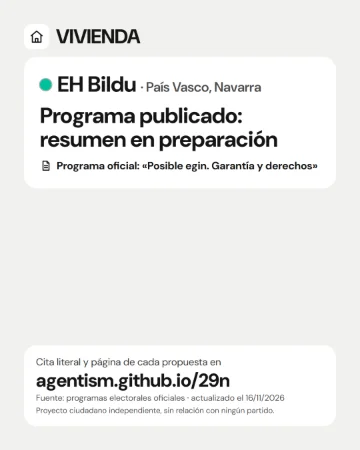 VIVIENDA
EH Bildu · País Vasco, Navarra
Programa publicado:
resumen en preparación
Programa oficial: «Posible egin. Garantía y derechos»
Cita literal y página de cada propuesta en
agentism.github.io/29n
Fuente: programas electorales oficiales · actualizado el 16/11/2026
Proyecto ciudadano independiente, sin relación con ningún partido.